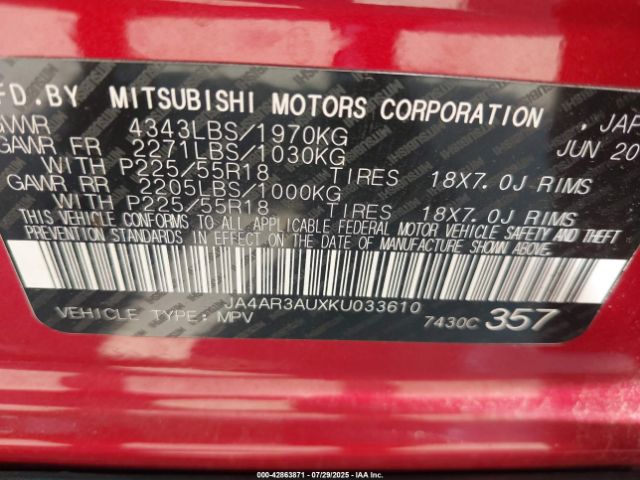 FD.BY MITSUBISHI MOTORS CORPORATION , JAP
GVWR 4343LBS/1970KG JUN 20
GAWR FR 2271LBS/1030KG
WITH P225/55R18 TIRES 18X7.0J RIMS
GAWR RR 2205LBS/1000KG
WITH P225/55R18 TIRES 18X7.0J RIMS
THIS VEHICLE CONFORMS TO ALL APPLICABLE FEDERAL MOTOR VEHICLE SAFETY AND THEFT
PREVENTION STANDARDS IN EFFECT ON THE DATE OF MANUFACTURE SHOWN ABOVE.
JA4AR3AUXKU033610
VEHICLE TYPE: MPV 7430C 357
000-42863871 | 07/29/2025 - IAA Inc.